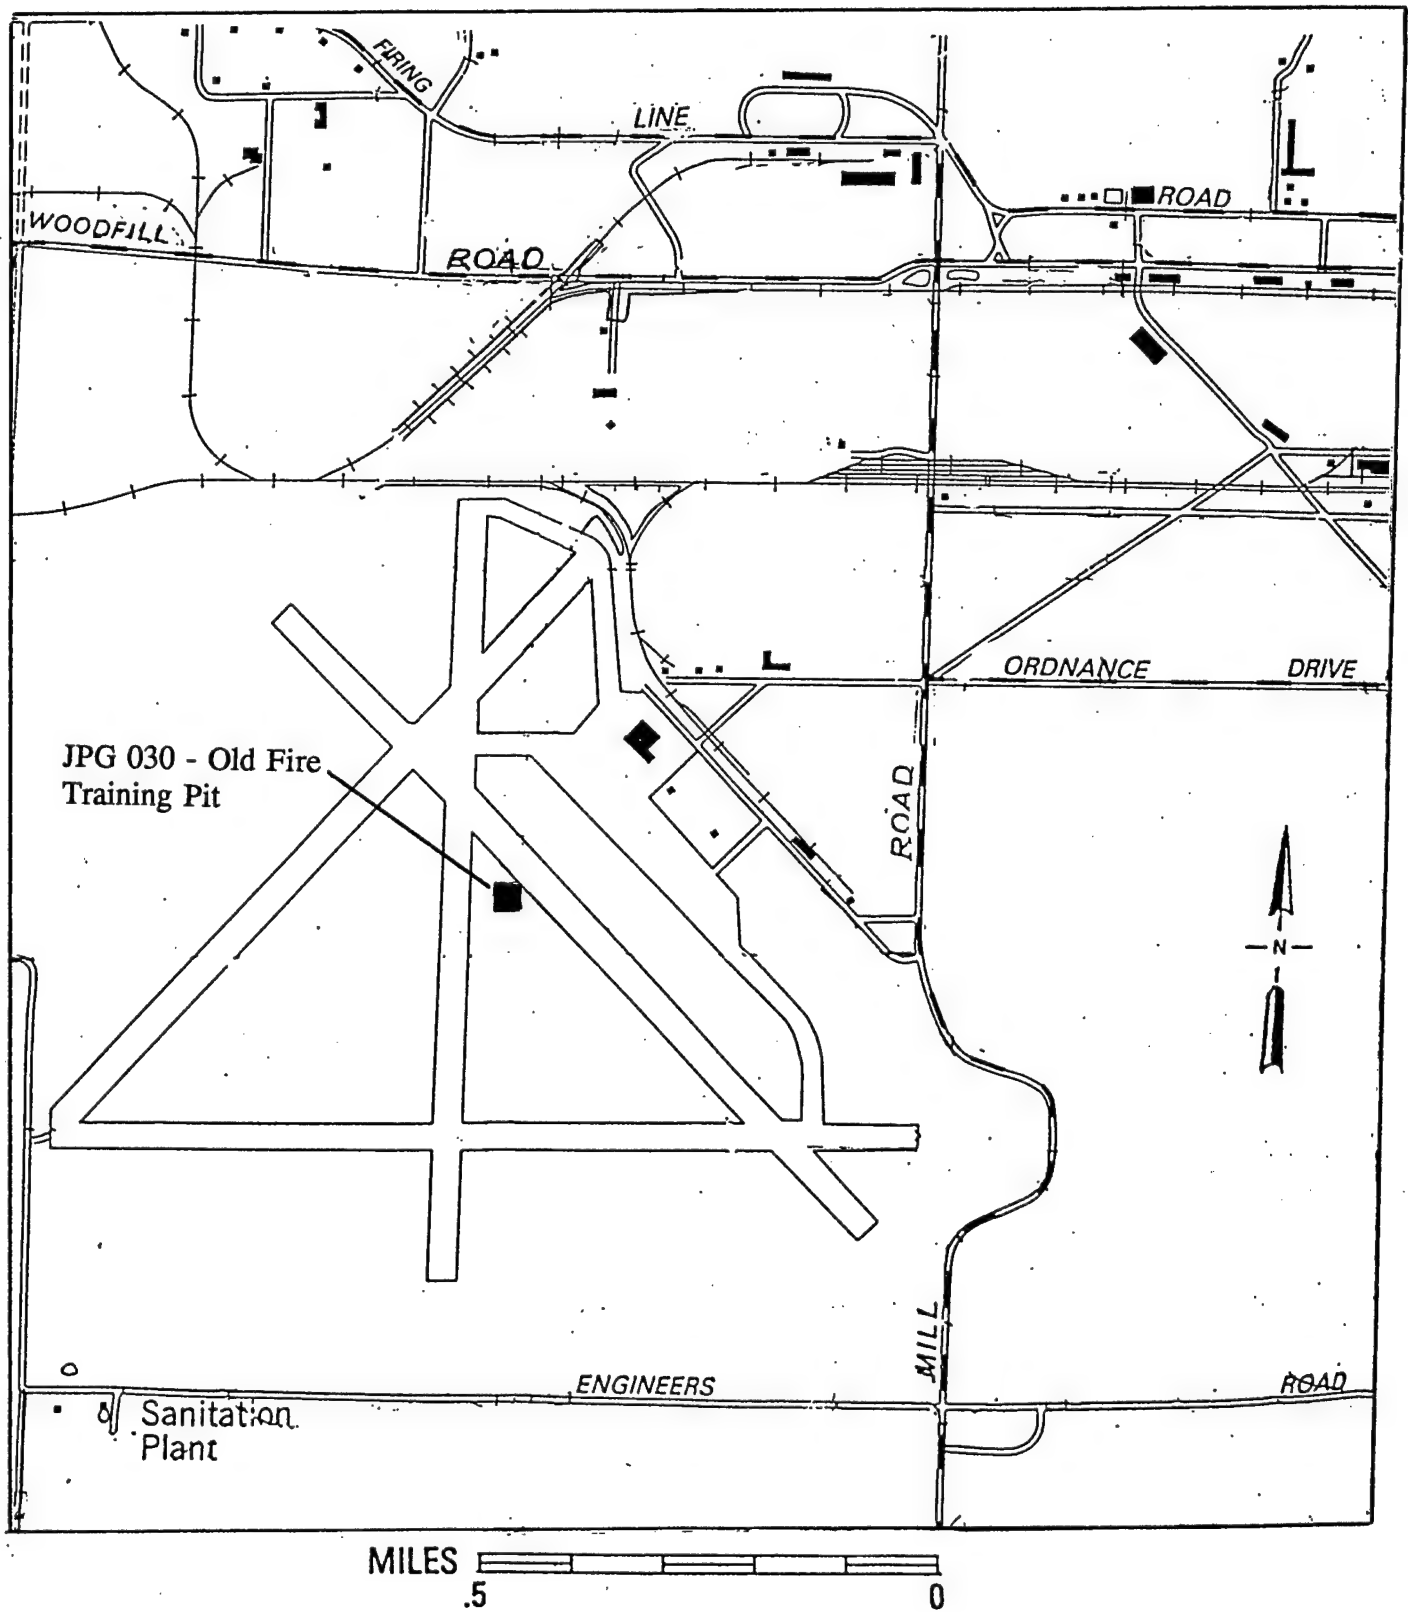 FIRING
LINE
ROAD
WOODFILL
ROAD
ORDNANCE DRIVE
JPG 030 - Old Fire
Training Pit
ROAD
N
MILL
ENGINEERS ROAD
Sanitation
Plant
MILES
.5 0